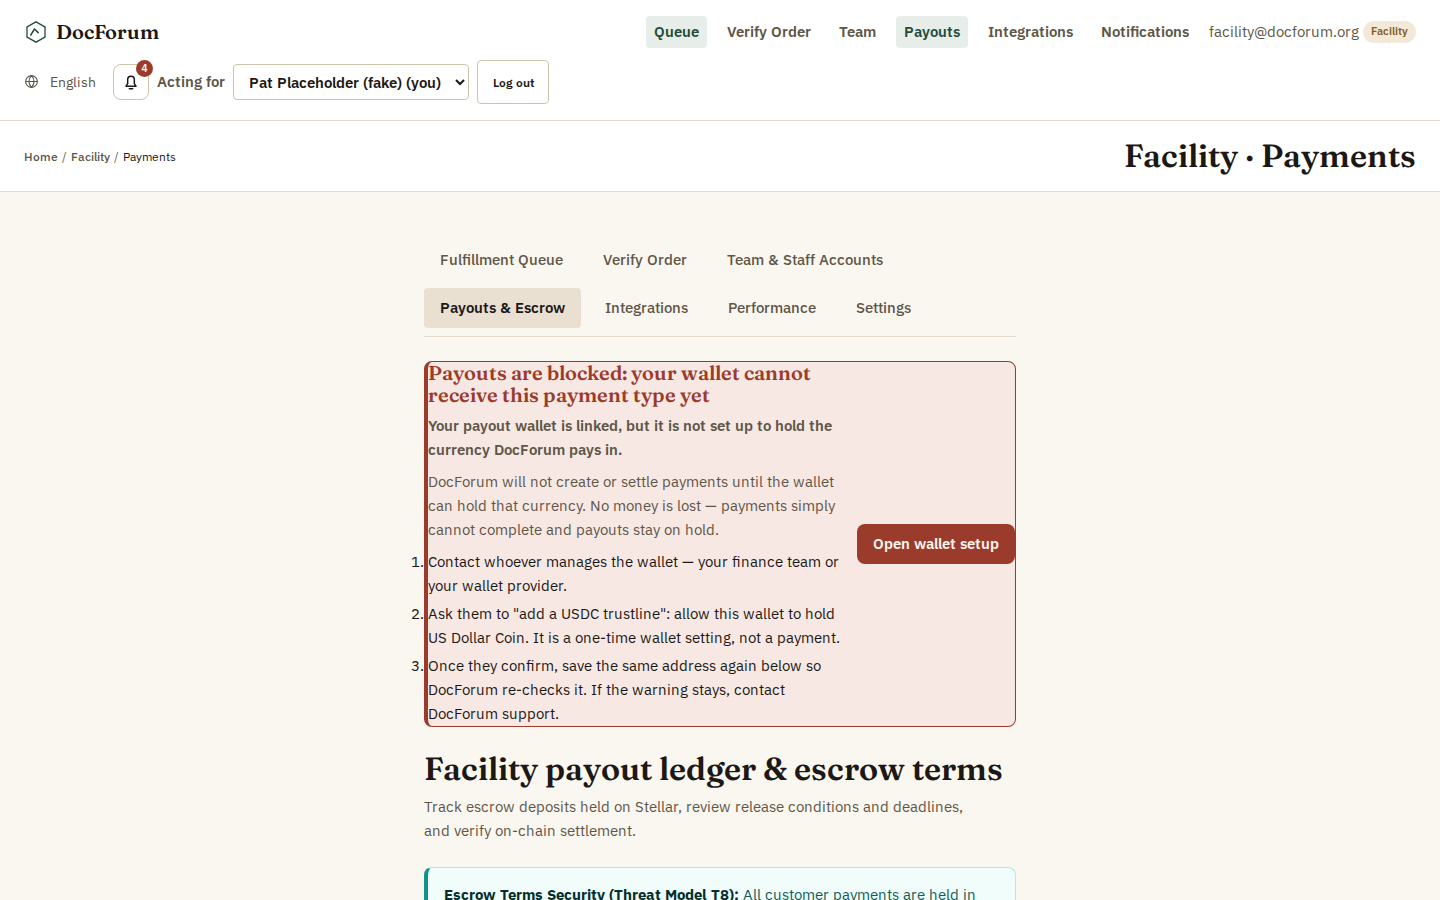 DocForum
Queue
Verify Order
Team
Payouts
Integrations
Notifications
facility@docforum.org
Facility
English
4
Acting for
Pat Placeholder (fake) (you)
Log out
Home / Facility / Payments
Facility · Payments
Fulfillment Queue
Verify Order
Team & Staff Accounts
Payouts & Escrow
Integrations
Performance
Settings
Payouts are blocked: your wallet cannot
receive this payment type yet
Your payout wallet is linked, but it is not set up to hold the
currency DocForum pays in.
DocForum will not create or settle payments until the wallet
can hold that currency. No money is lost — payments simply
cannot complete and payouts stay on hold.
1. Contact whoever manages the wallet — your finance team or
your wallet provider.
2. Ask them to "add a USDC trustline": allow this wallet to hold
US Dollar Coin. It is a one-time wallet setting, not a payment.
3. Once they confirm, save the same address again below so
DocForum re-checks it. If the warning stays, contact
DocForum support.
Open wallet setup
Facility payout ledger & escrow terms
Track escrow deposits held on Stellar, review release conditions and deadlines,
and verify on-chain settlement.
Escrow Terms Security (Threat Model T8): All customer payments are held in